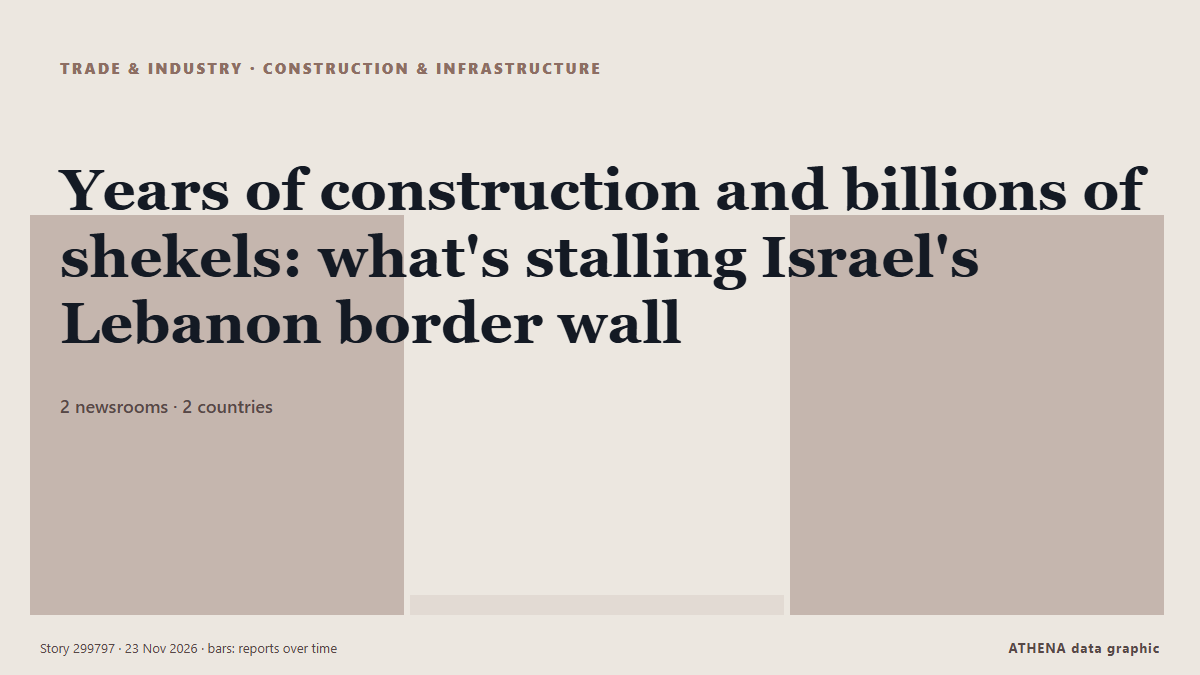 TRADE & INDUSTRY · CONSTRUCTION & INFRASTRUCTURE
Years of construction and billions of
shekels: what's stalling Israel's
Lebanon border wall
2 newsrooms · 2 countries
Story 299797 · 23 Nov 2026 · bars: reports over time
ATHENA data graphic